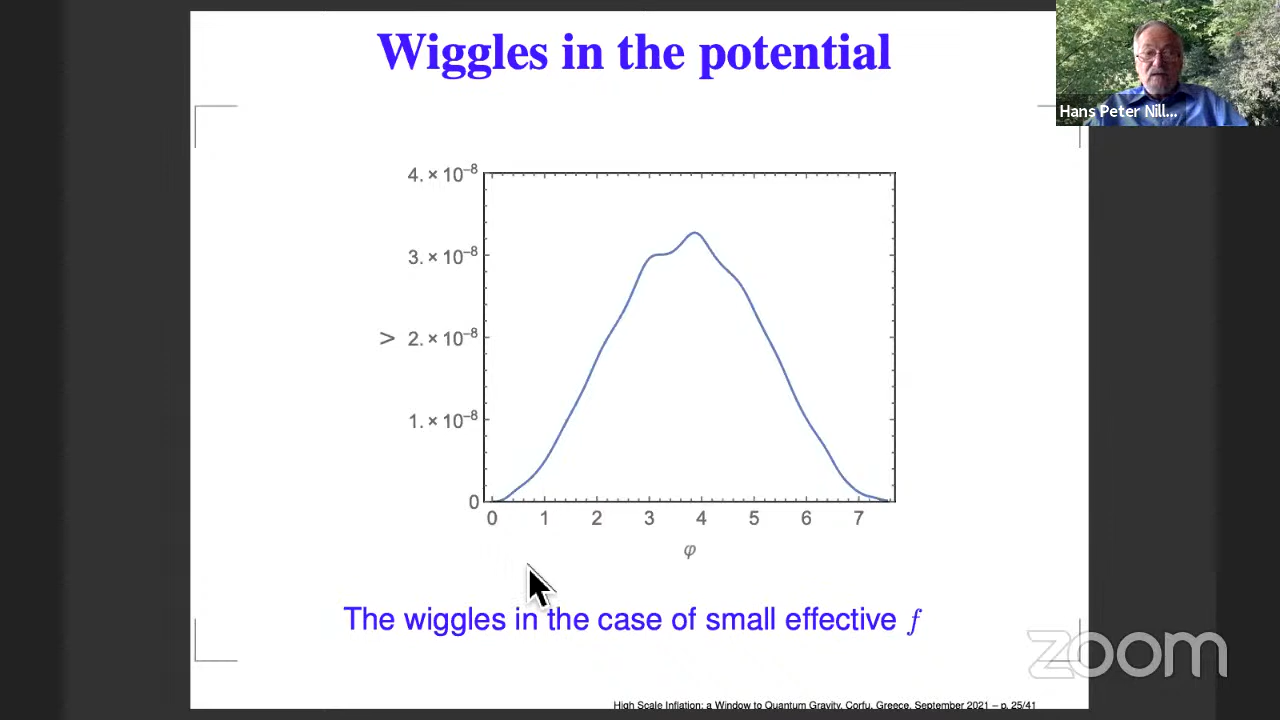 Wiggles in the potential
Hans Peter Nill...
4. × 10⁻⁸
3. × 10⁻⁸
V 2. × 10⁻⁸
1. × 10⁻⁸
0
0 1 2 3 4 5 6 7
φ
The wiggles in the case of small effective f
zoom
High Scale Inflation: a Window to Quantum Gravity, Corfu, Greece, September 2021 – p. 25/41